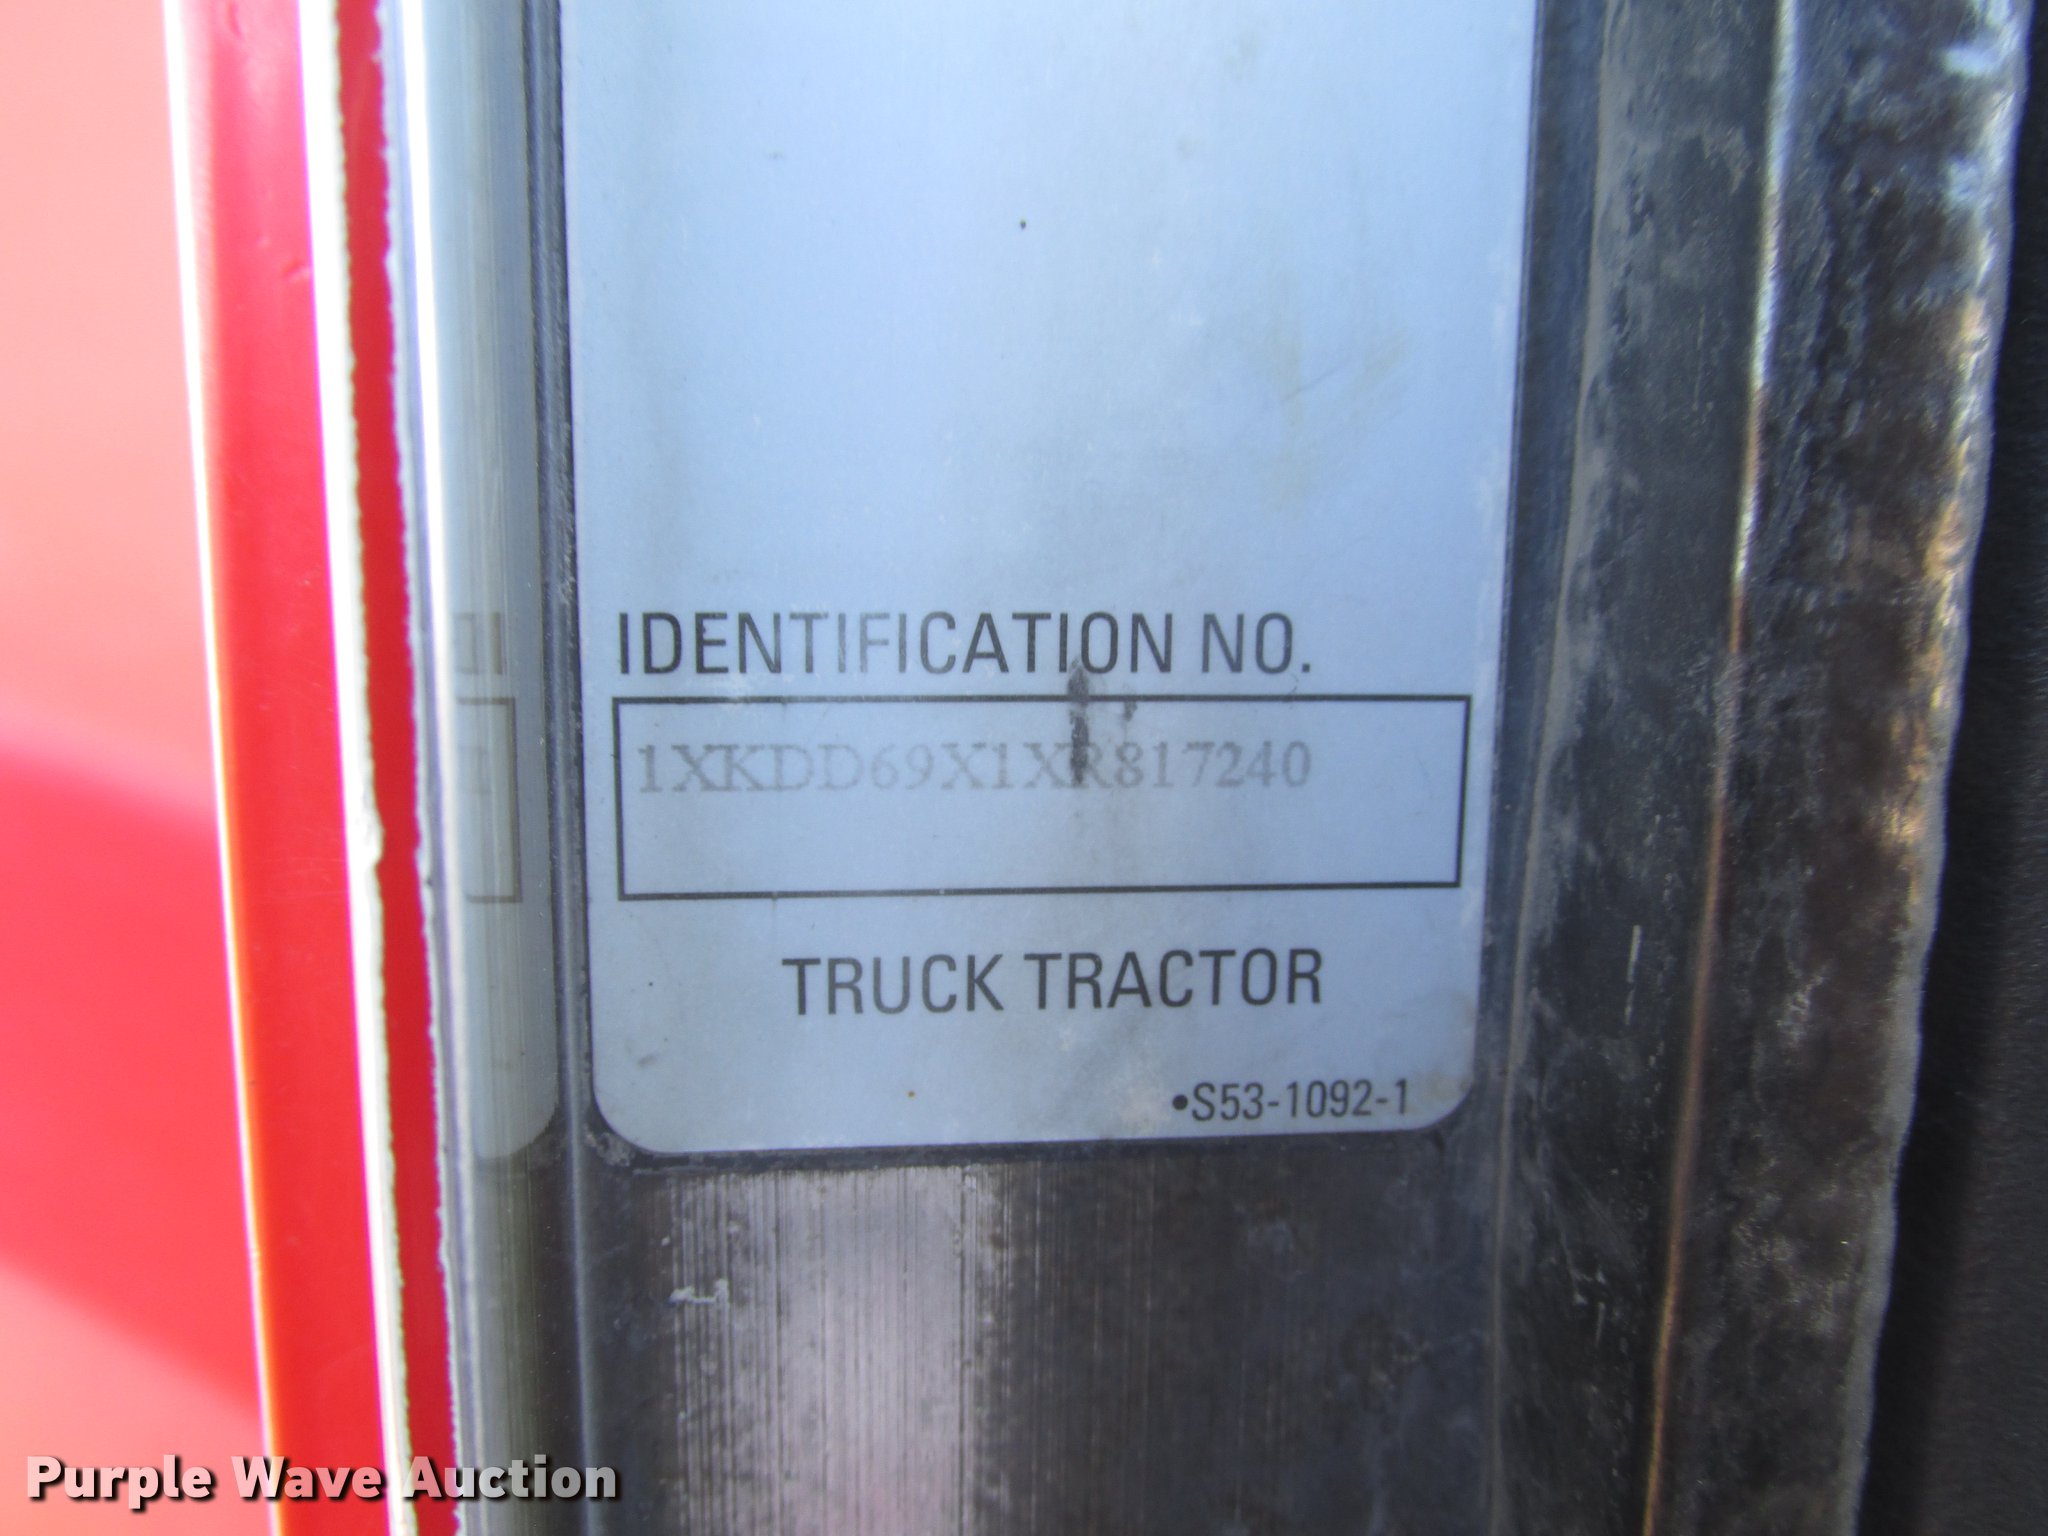 IDENTIFICATION NO.
1XKDD69X1XR817240
TRUCK TRACTOR
•S53-1092-1
Purple Wave Auction